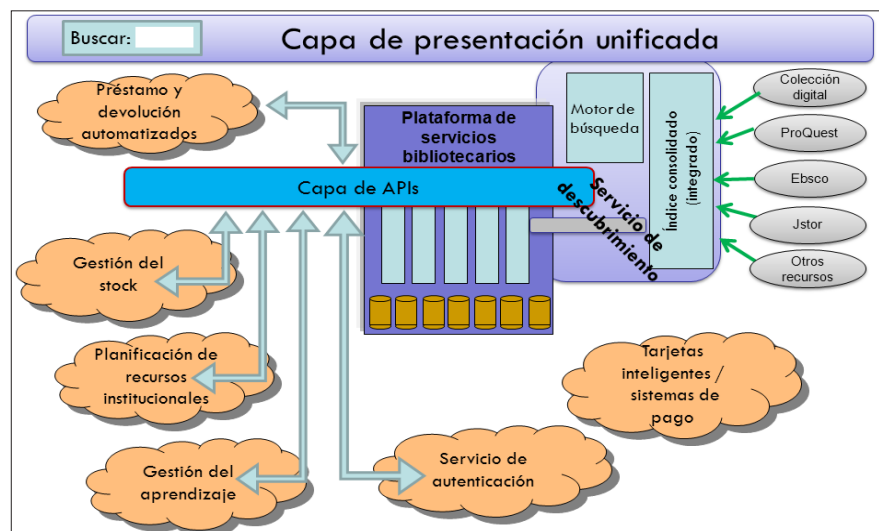 Buscar:
Capa de presentación unificada
Préstamo y
devolución
automatizados
Plataforma de
servicios
bibliotecarios
Motor de
búsqueda
Índice consolidado
(integrado)
Colección
digital
ProQuest
Ebsco
Jstor
Otros
recursos
Capa de APIs
Servicio de
descubrimiento
Gestión del
stock
Planificación de
recursos
institucionales
Tarjetas
inteligentes /
sistemas de
pago
Gestión del
aprendizaje
Servicio de
autenticación